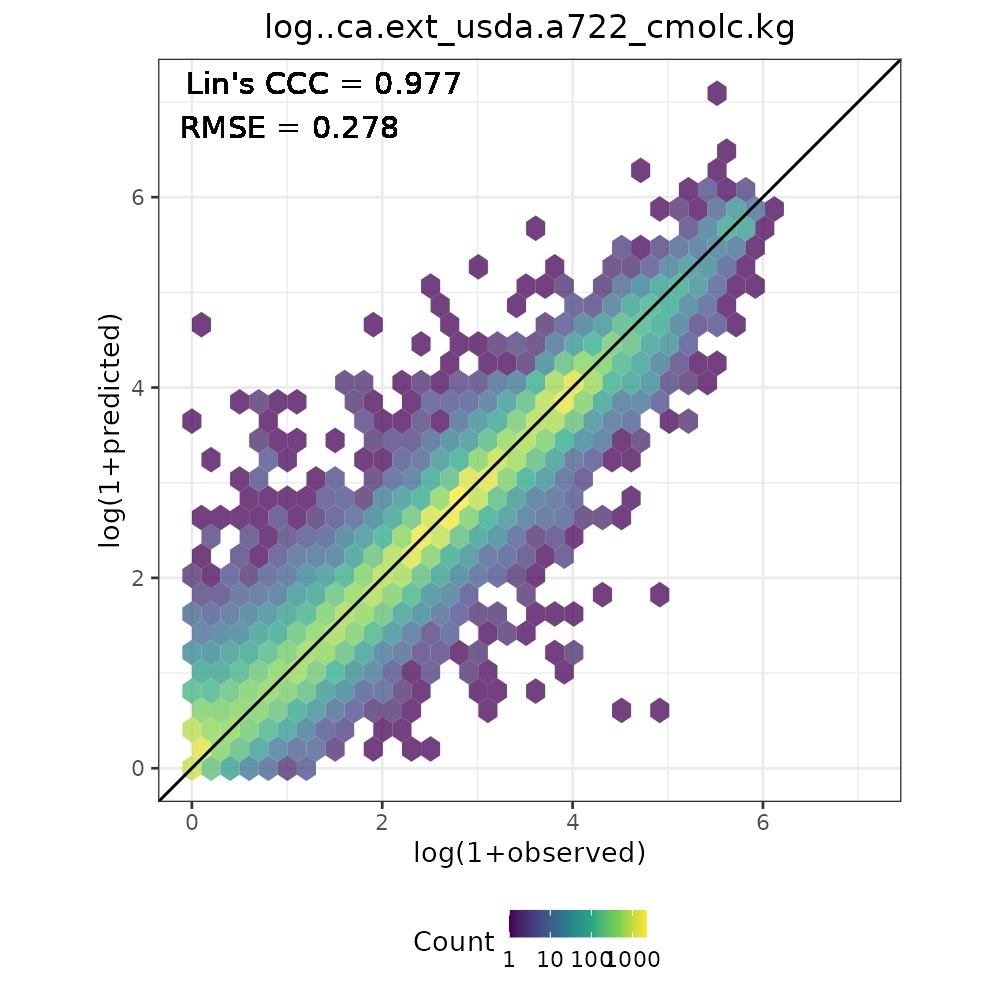 log..ca.ext_usda.a722_cmolc.kg
Lin's CCC = 0.977
RMSE = 0.278
log(1+predicted)
6
4
2
0
0 2 4 6
log(1+observed)
Count
1 10 100 1000